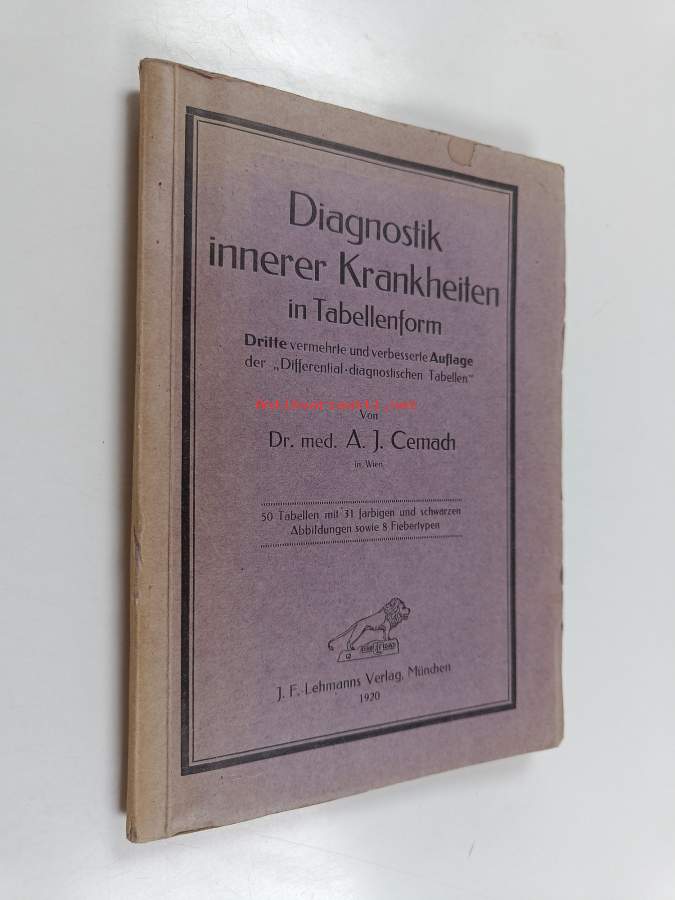 Diagnostik
innerer Krankheiten
in Tabellenform
Dritte vermehrte und verbesserte Auflage
der „Differential-diagnostischen Tabellen"
Von
Dr. med. A. J. Cemach
in Wien
50 Tabellen mit 31 farbigen und schwarzen
Abbildungen sowie 8 Fiebertypen
J. F. Lehmanns Verlag, München
1920